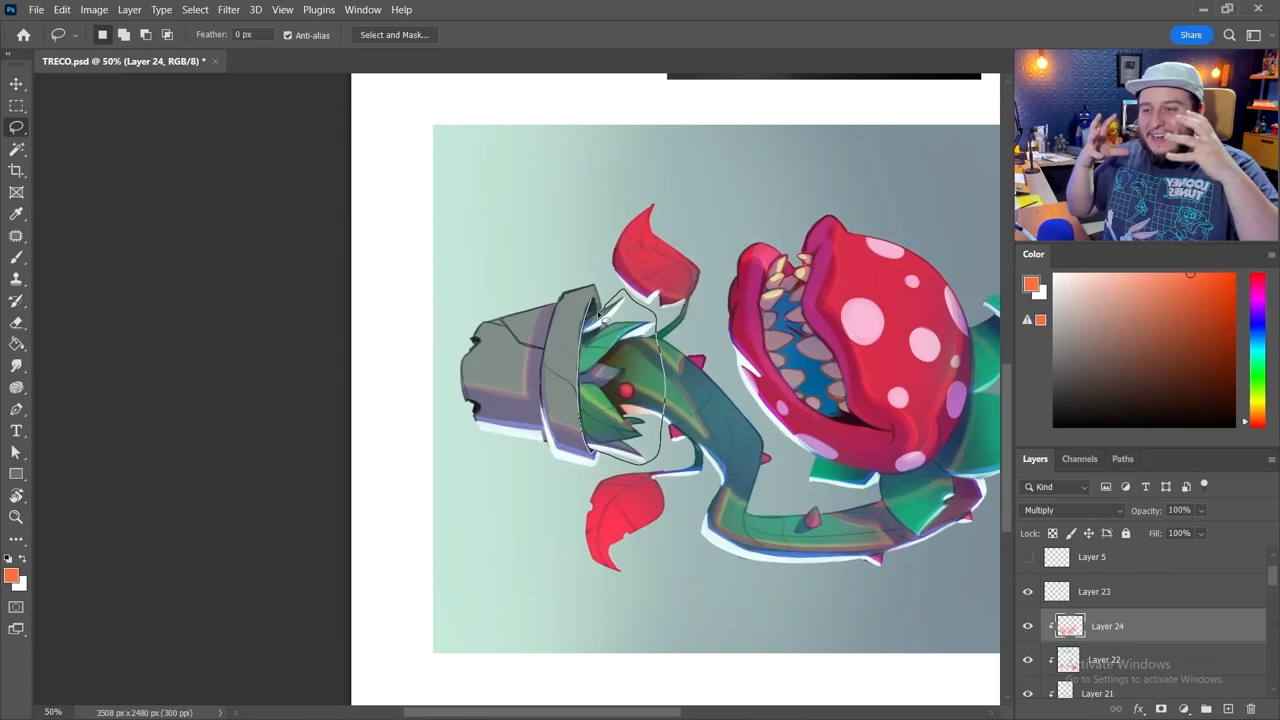 Ps File Edit Image Layer Type Select Filter 3D View Plugins Window Help
Feather: 0 px Anti-alias Select and Mask... Share
TRECO.psd @ 50% (Layer 24, RGB/8) *
LOONEY TUNES
Color
Layers Channels Paths
Kind
Multiply Opacity: 100%
Lock: Fill: 100%
Layer 5
Layer 23
Layer 24
Layer 22
Activate Windows
Go to Settings to activate Windows.
Layer 21
50% 3508 px x 2480 px (300 ppi)